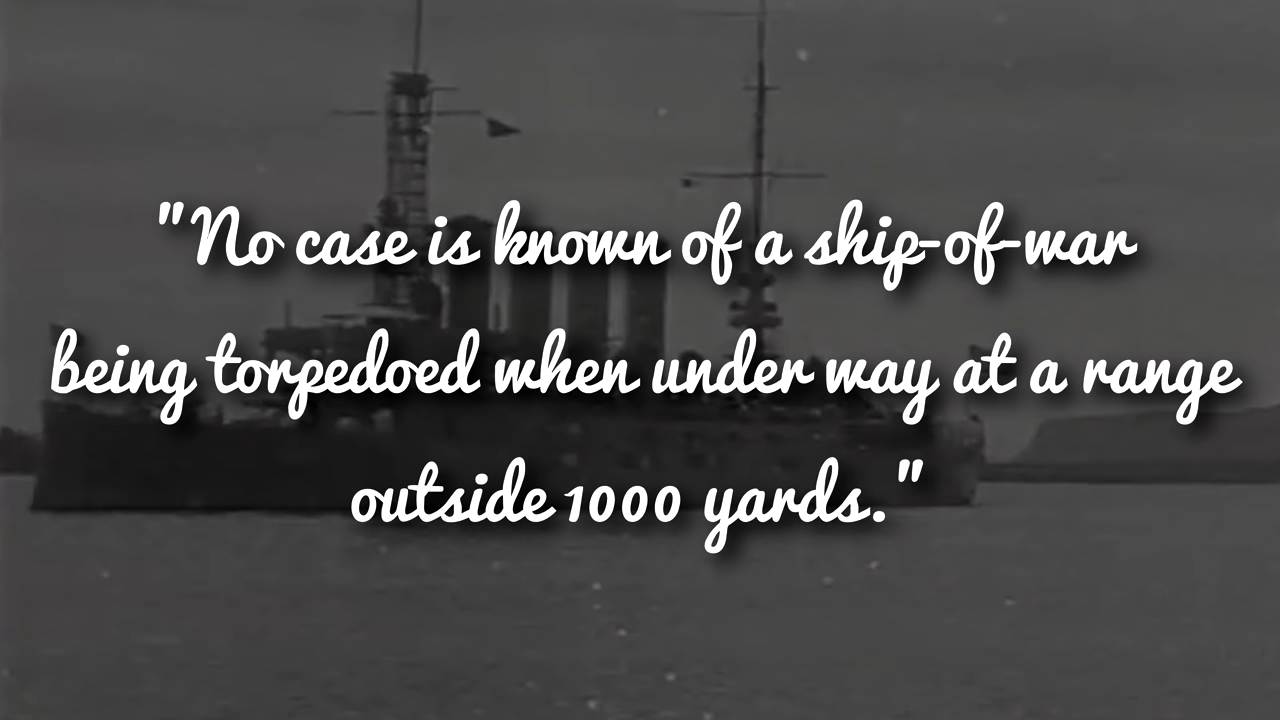 "No case is known of a ship-of-war
being torpedoed when under way at a range
outside 1000 yards."